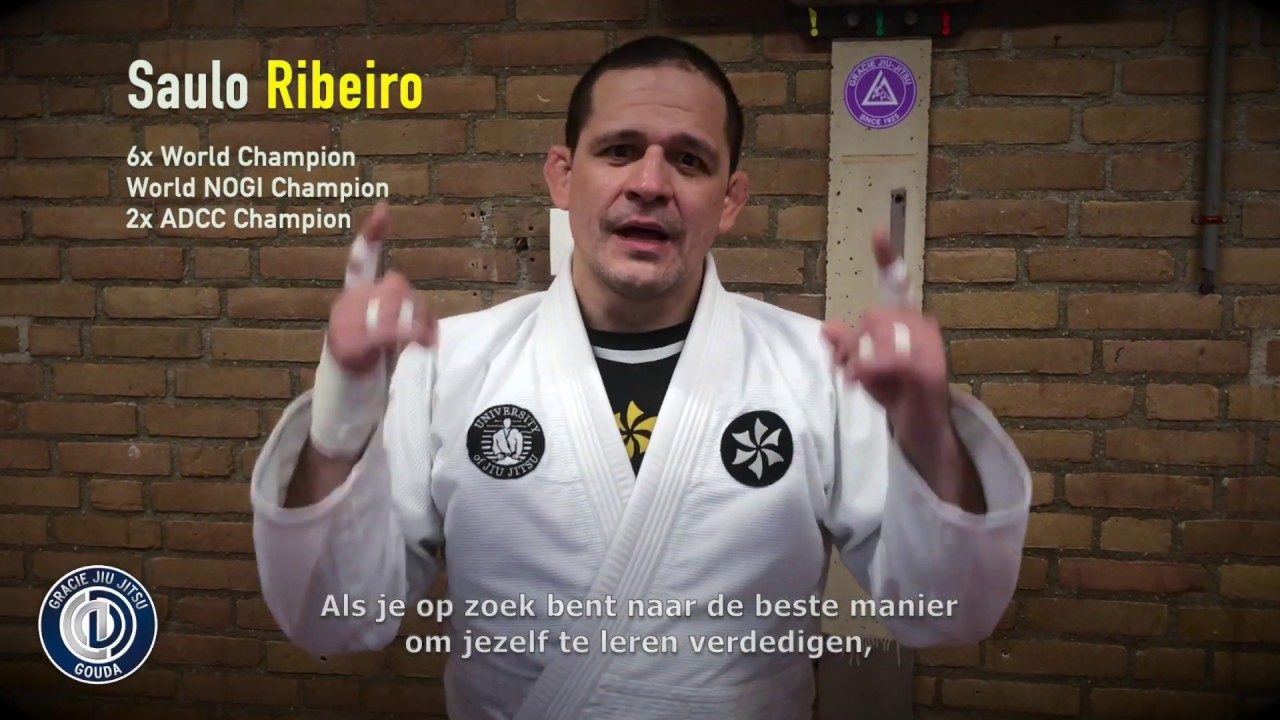 Saulo Ribeiro
6x World Champion
World NOGI Champion
2x ADCC Champion
GRACIE JIU-JITSU
SINCE 1925
UNIVERSITY
of JIU JITSU
GRACIE JIU JITSU
GOUDA
Als je op zoek bent naar de beste manier
om jezelf te leren verdedigen,